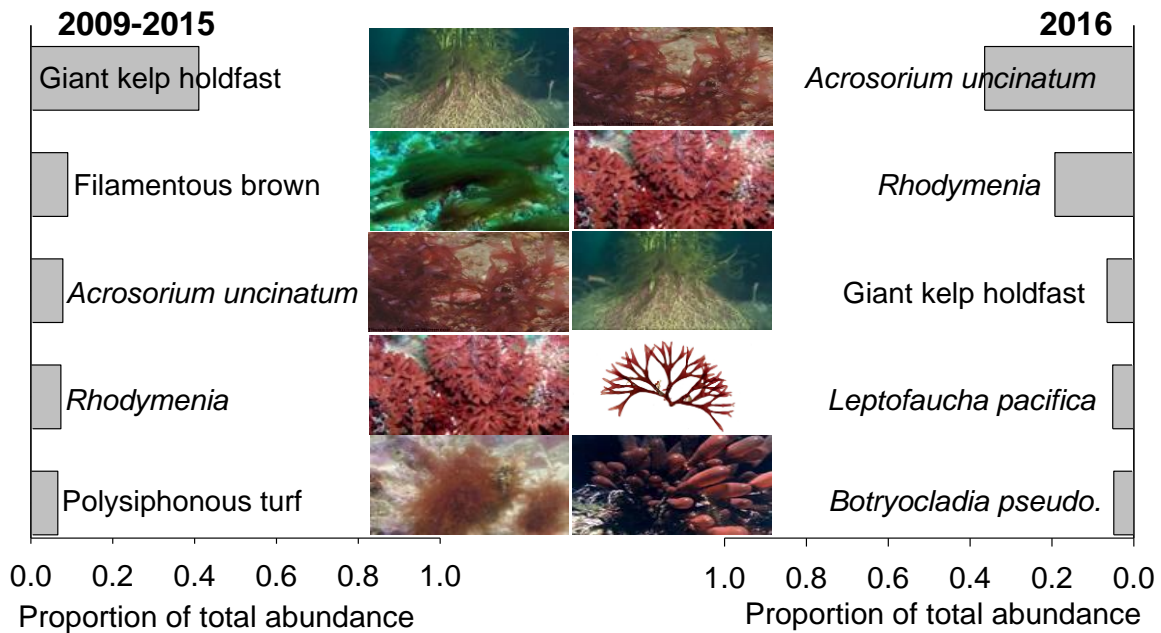 2009-2015
Giant kelp holdfast
Filamentous brown
Acrosorium uncinatum
Rhodymenia
Polysiphonous turf
0.0 0.2 0.4 0.6 0.8 1.0
Proportion of total abundance
2016
Acrosorium uncinatum
Rhodymenia
Giant kelp holdfast
Leptofaucha pacifica
Botryocladia pseudo.
1.0 0.8 0.6 0.4 0.2 0.0
Proportion of total abundance